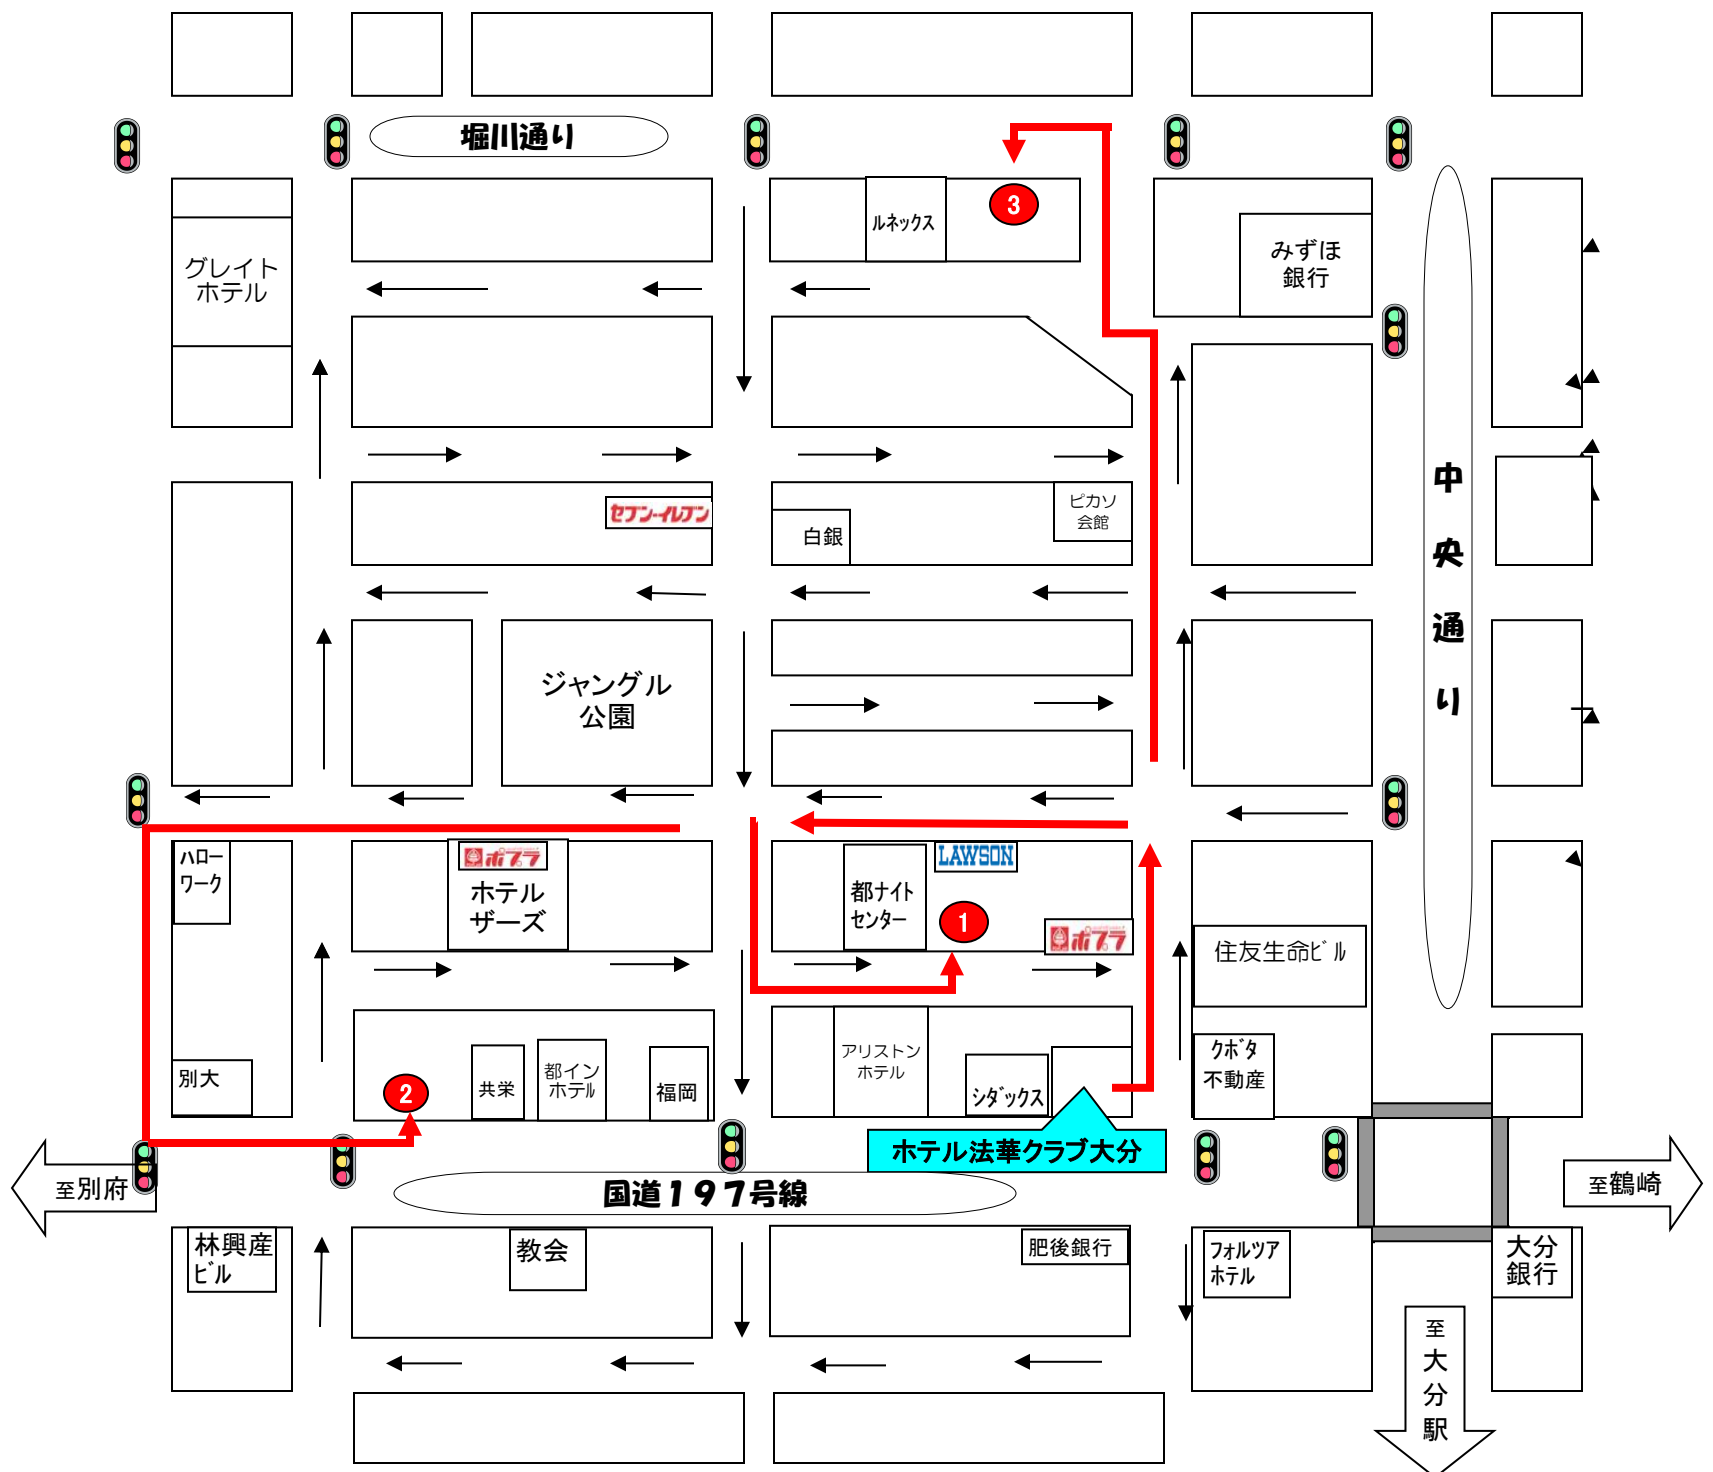 堀川通り
3
ルネックス
みずほ
銀行
グレイト
ホテル
中
央
通
り
セブン-イレブン
ピカソ
会館
白銀
ジャングル
公園
ハロー
ワーク
ポプラ
ホテル
ザーズ
都ナイト
センター
LAWSON
1
ポプラ
住友生命ビル
別大
2
共栄
都イン
ホテル
福岡
アリストン
ホテル
シダックス
クボタ
不動産
ホテル法華クラブ大分
至別府
国道197号線
至鶴崎
林興産
ビル
教会
肥後銀行
フォルツア
ホテル
大分
銀行
至
大
分
駅